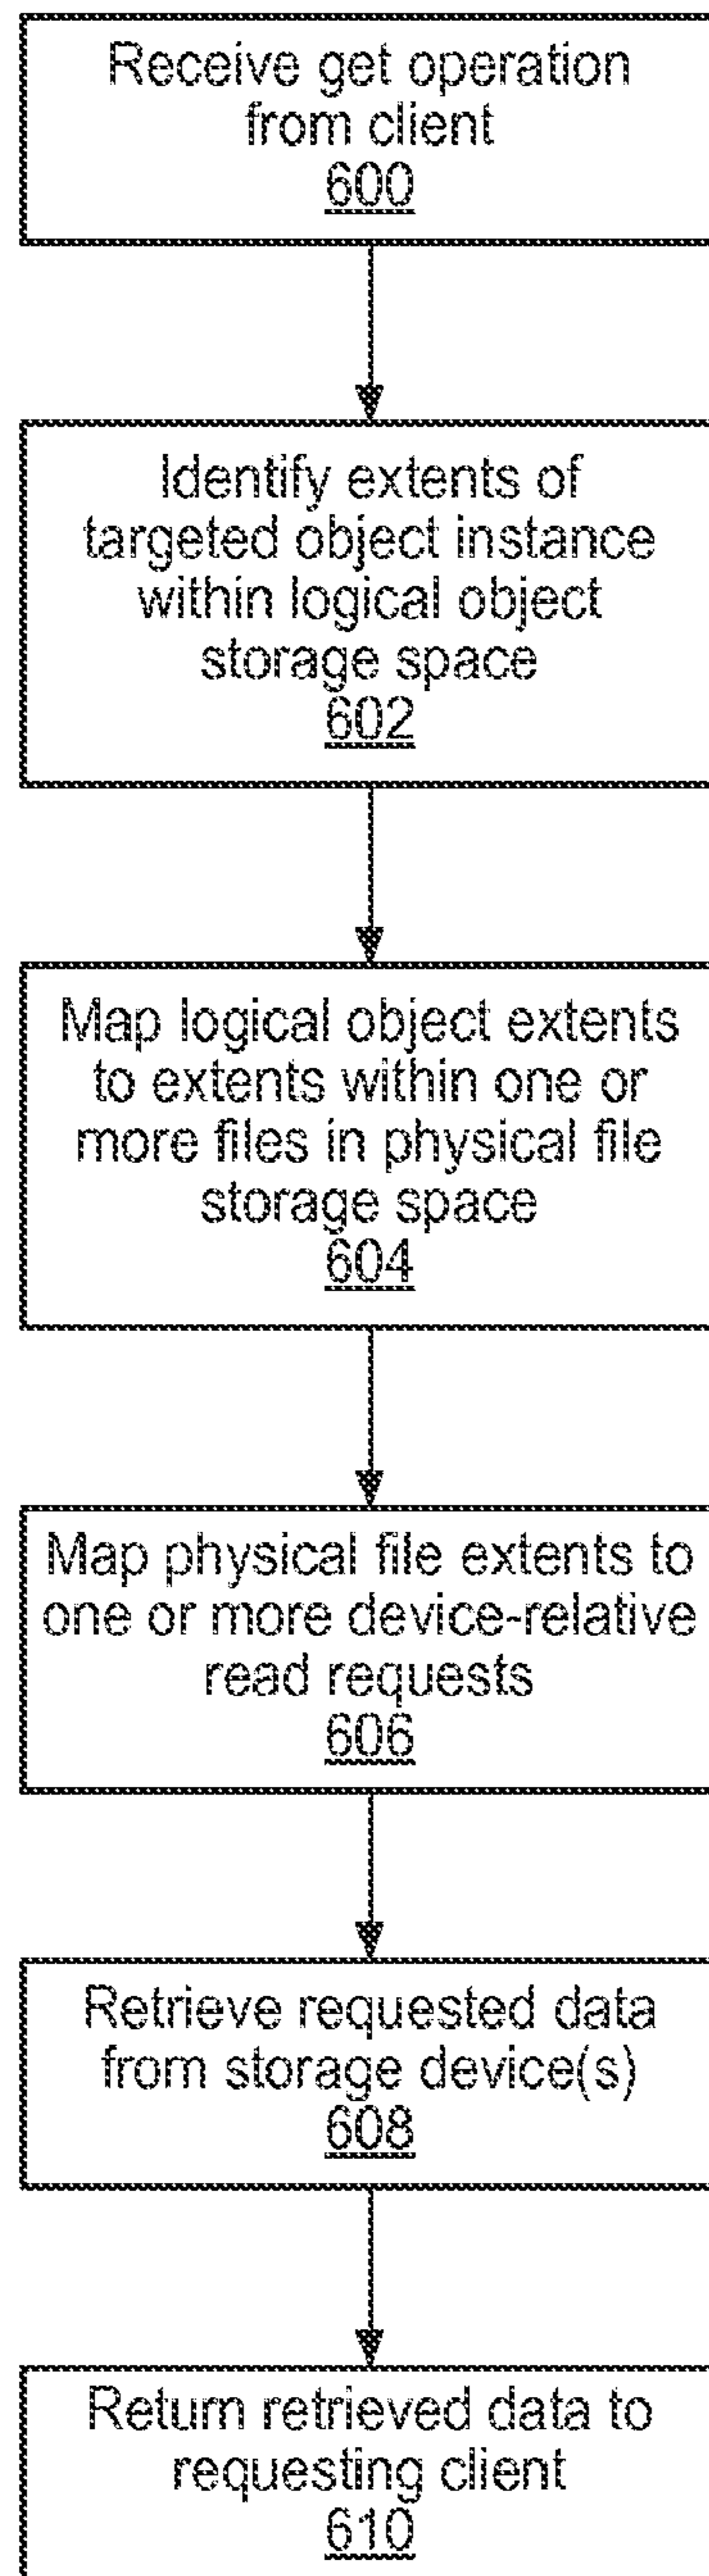 Receive get operation
from client
600
Identify extents of
targeted object instance
within logical object
storage space
602
Map logical object extents
to extents within one or
more files in physical file
storage space
604
Map physical file extents to
one or more device-relative
read requests
606
Retrieve requested data
from storage device(s)
608
Return retrieved data to
requesting client
610